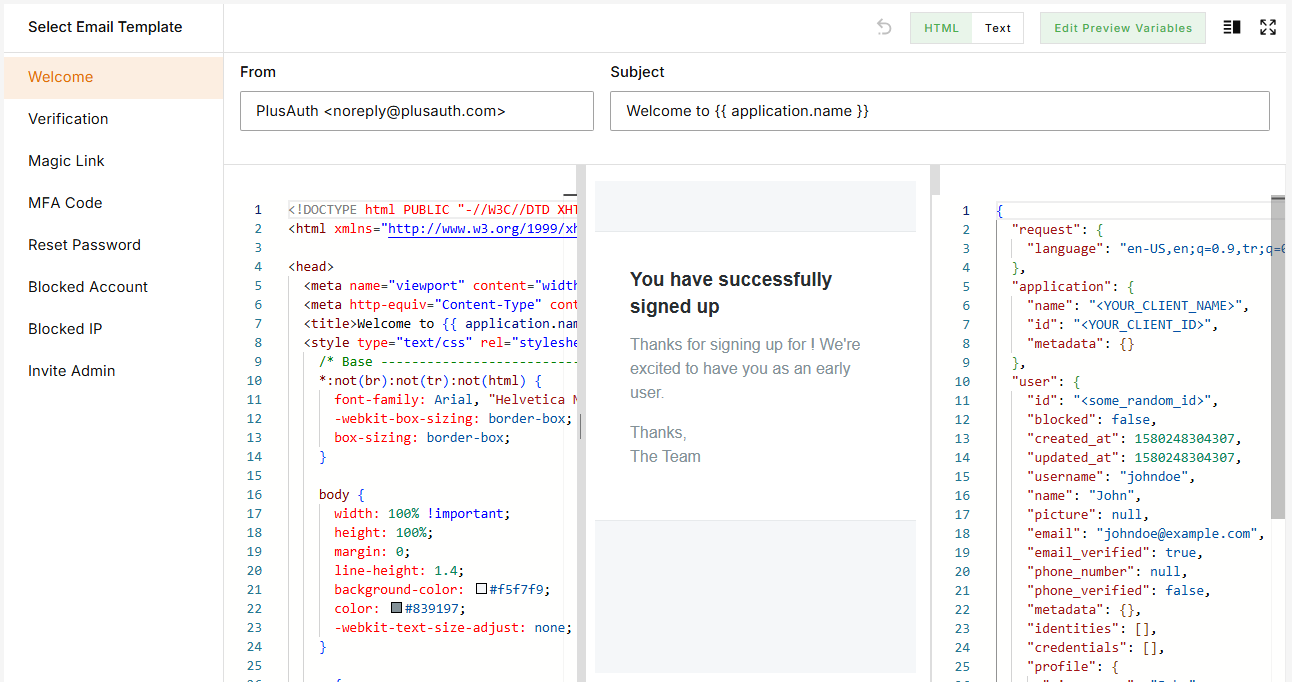 Select Email Template
HTML
Text
Edit Preview Variables
Welcome
Verification
Magic Link
MFA Code
Reset Password
Blocked Account
Blocked IP
Invite Admin
From
PlusAuth <noreply@plusauth.com>
Subject
Welcome to {{ application.name }}
1 <!DOCTYPE html PUBLIC "-//W3C//DTD XHT
2 <html xmlns="http://www.w3.org/1999/xh
3
4 <head>
5 <meta name="viewport" content="width
6 <meta http-equiv="Content-Type" cont
7 <title>Welcome to {{ application.nam
8 <style type="text/css" rel="styleshe
9 /* Base --------------------------
10 *:not(br):not(tr):not(html) {
11 font-family: Arial, "Helvetica N
12 -webkit-box-sizing: border-box;
13 box-sizing: border-box;
14 }
15
16 body {
17 width: 100% !important;
18 height: 100%;
19 margin: 0;
20 line-height: 1.4;
21 background-color: #f5f7f9;
22 color: #839197;
23 -webkit-text-size-adjust: none;
24 }
25
You have successfully
signed up
Thanks for signing up for ! We're
excited to have you as an early
user.
Thanks,
The Team
1 {
2 "request": {
3 "language": "en-US,en;q=0.9,tr;q=0
4 },
5 "application": {
6 "name": "<YOUR_CLIENT_NAME>",
7 "id": "<YOUR_CLIENT_ID>",
8 "metadata": {}
9 },
10 "user": {
11 "id": "<some_random_id>",
12 "blocked": false,
13 "created_at": 1580248304307,
14 "updated_at": 1580248304307,
15 "username": "johndoe",
16 "name": "John",
17 "picture": null,
18 "email": "johndoe@example.com",
19 "email_verified": true,
20 "phone_number": null,
21 "phone_verified": false,
22 "metadata": {},
23 "identities": [],
24 "credentials": [],
25 "profile": {